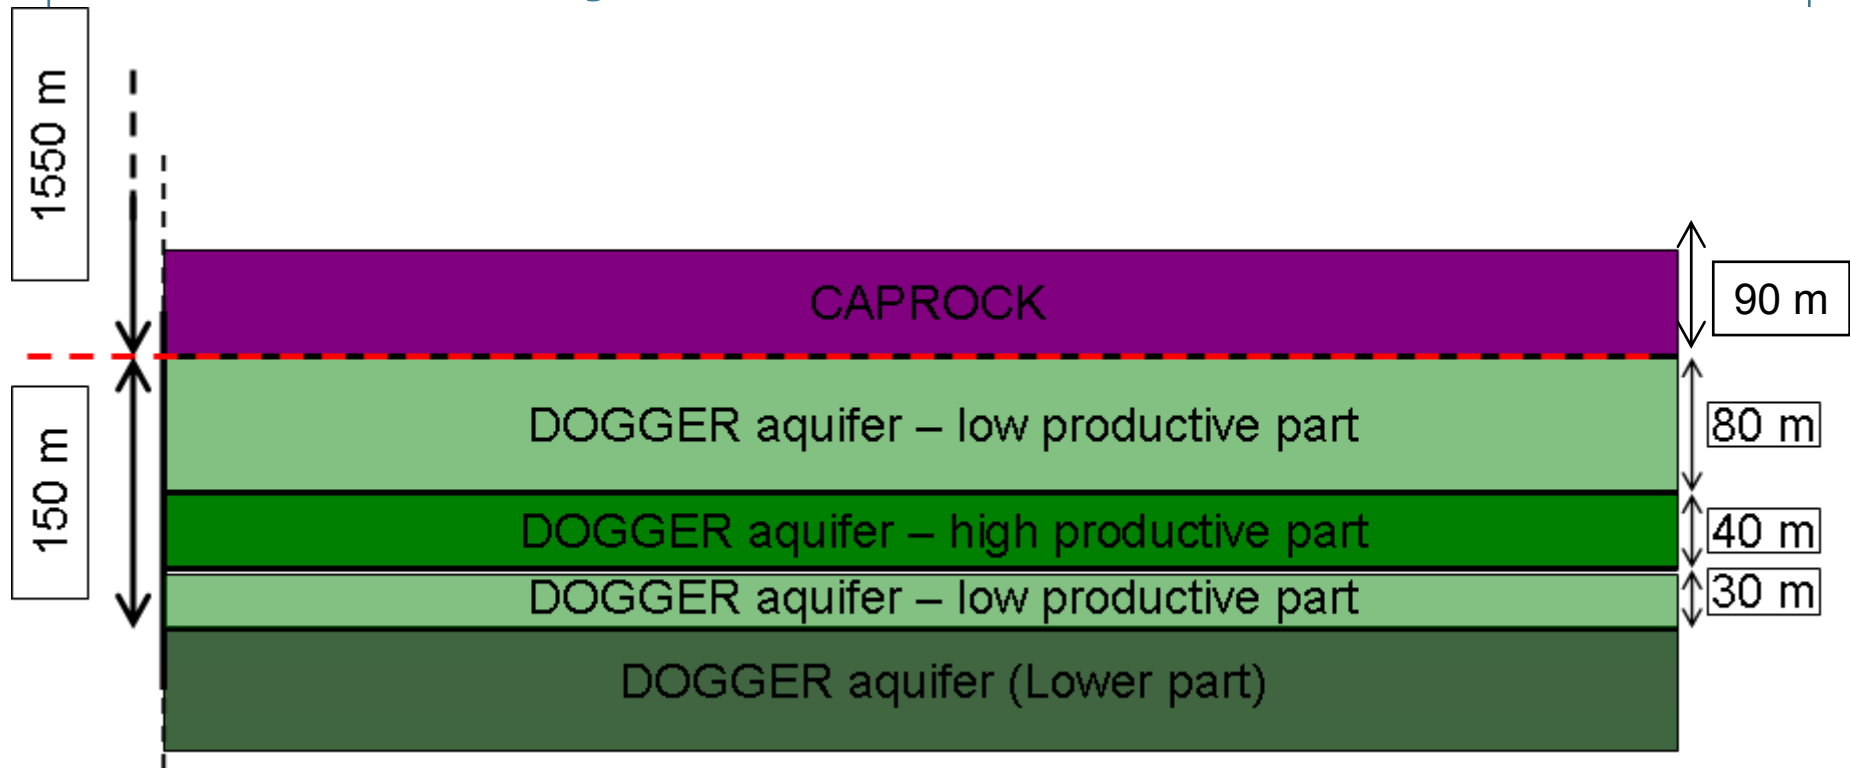 1550 m
CAPROCK
90 m
DOGGER aquifer – low productive part
80 m
150 m
DOGGER aquifer – high productive part
40 m
DOGGER aquifer – low productive part
30 m
DOGGER aquifer (Lower part)